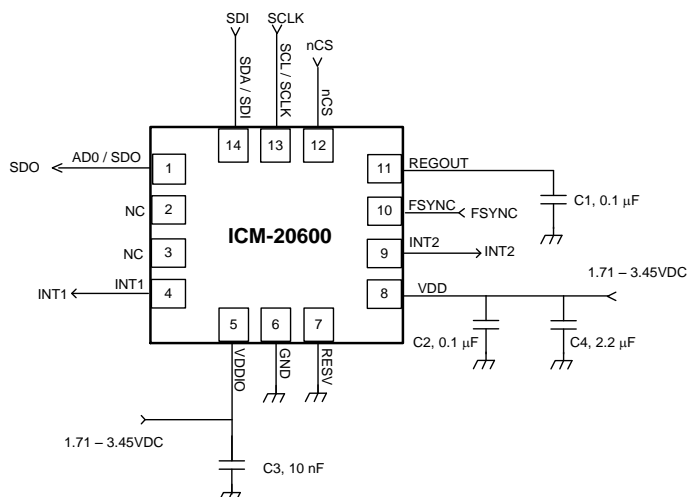 SDI
SCLK
nCS
SDA / SDI
SCL / SCLK
nCS
14
13
12
SDO
AD0 / SDO
1
11
REGOUT
C1, 0.1 μF
NC
2
10
FSYNC
FSYNC
ICM-20600
NC
3
9
INT2
INT2
INT1
INT1
4
8
VDD
1.71 – 3.45VDC
5
6
7
C2, 0.1 μF
C4, 2.2 μF
VDDIO
GND
RESV
1.71 – 3.45VDC
C3, 10 nF